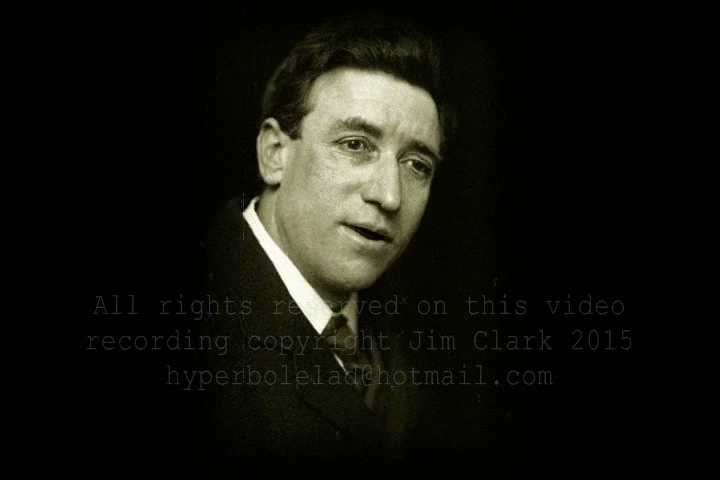 All rights reserved on this video
recording copyright Jim Clark 2015
hyperbolelad@hotmail.com